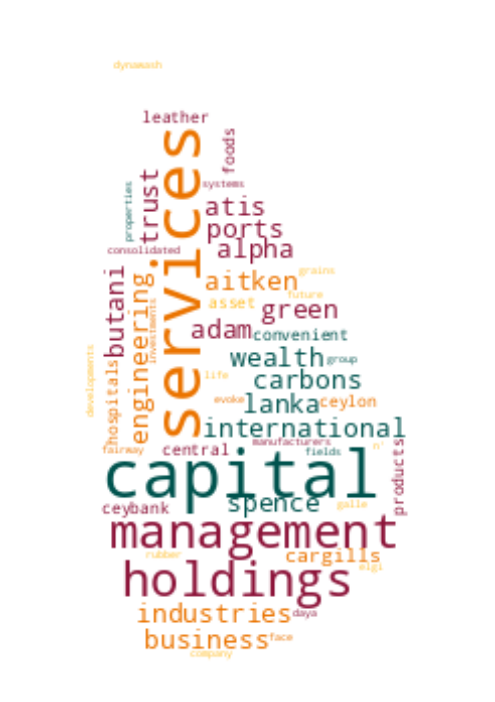 dynawash
leather
foods
services
trust
systems
properties
atis
ports
consolidated
alpha
butani
engineering
investments
aitken
grains
asset
future
green
adam
convenient
wealth
group
developments
hospitals
life
carbons
evoke
lanka
ceylon
international
fairway
central
manufacturers
fields
n'
products
capital
ceybank
spence
galle
management
rubber
cargills
elgi
holdings
industries
daya
business
face
company